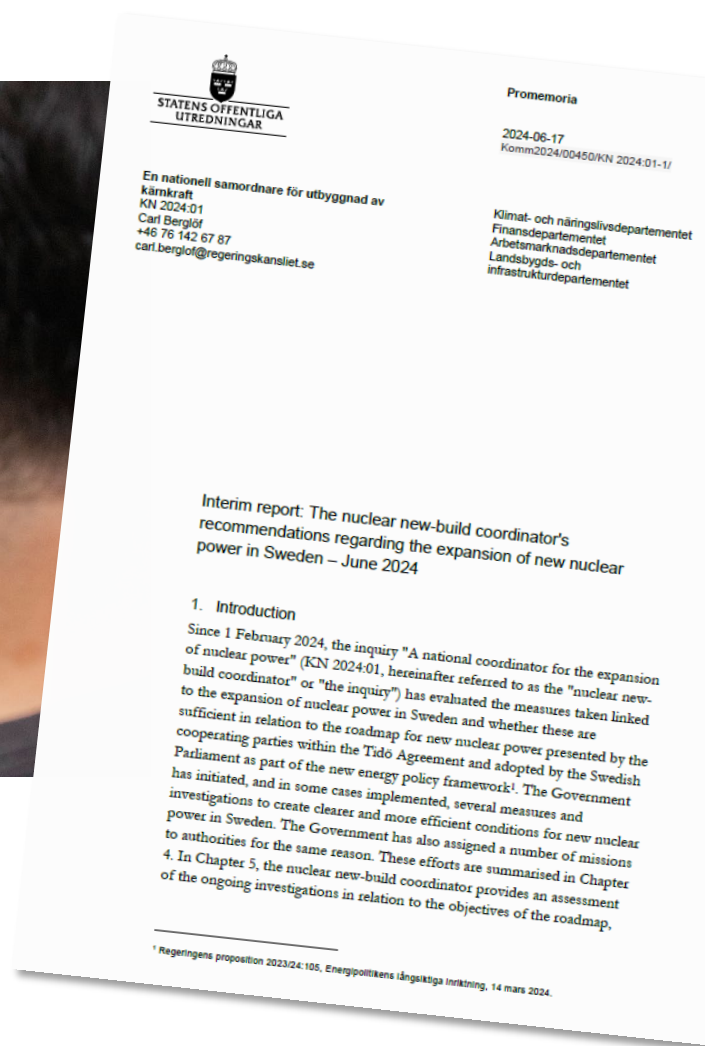 STATENS OFFENTLIGA
UTREDNINGAR
Promemoria
2024-06-17
Komm2024/00450/KN 2024:01-1/
En nationell samordnare för utbyggnad av
kärnkraft
KN 2024:01
Carl Berglöf
+46 76 142 67 87
carl.berglof@regeringskansliet.se
Klimat- och näringslivsdepartementet
Finansdepartementet
Arbetsmarknadsdepartementet
Landsbygds- och
infrastrukturdepartementet
Interim report: The nuclear new-build coordinator's
recommendations regarding the expansion of new nuclear
power in Sweden – June 2024
1. Introduction
Since 1 February 2024, the inquiry "A national coordinator for the expansion
of nuclear power" (KN 2024:01, hereinafter referred to as the "nuclear new-
build coordinator" or "the inquiry") has evaluated the measures taken linked
to the expansion of nuclear power in Sweden and whether these are
sufficient in relation to the roadmap for new nuclear power presented by the
cooperating parties within the Tidö Agreement and adopted by the Swedish
Parliament as part of the new energy policy framework¹. The Government
has initiated, and in some cases implemented, several measures and
investigations to create clearer and more efficient conditions for new nuclear
power in Sweden. The Government has also assigned a number of missions
to authorities for the same reason. These efforts are summarised in Chapter
4. In Chapter 5, the nuclear new-build coordinator provides an assessment
of the ongoing investigations in relation to the objectives of the roadmap,
¹ Regeringens proposition 2023/24:105, Energipolitikens långsiktiga inriktning, 14 mars 2024.